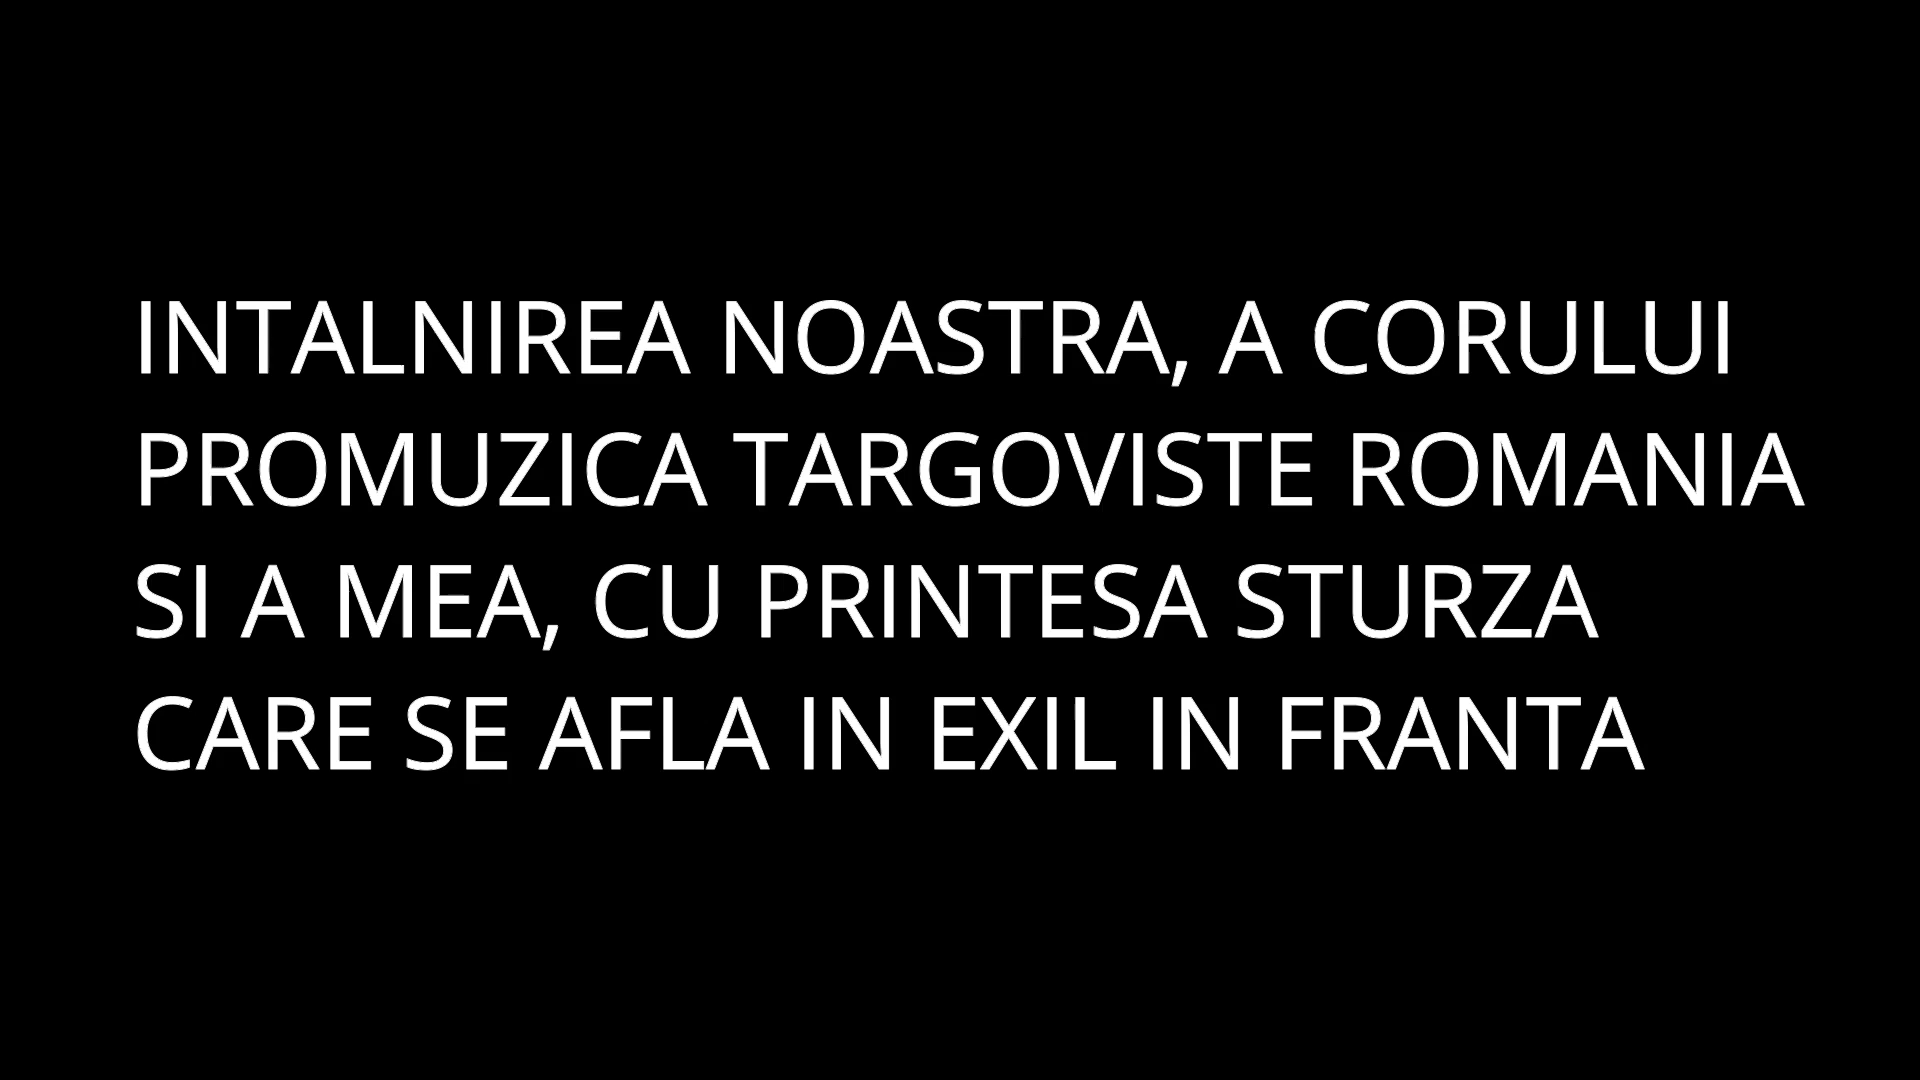 INTALNIREA NOASTRA, A CORULUI
PROMUZICA TARGOVISTE ROMANIA
SI A MEA, CU PRINTESA STURZA
CARE SE AFLA IN EXIL IN FRANTA